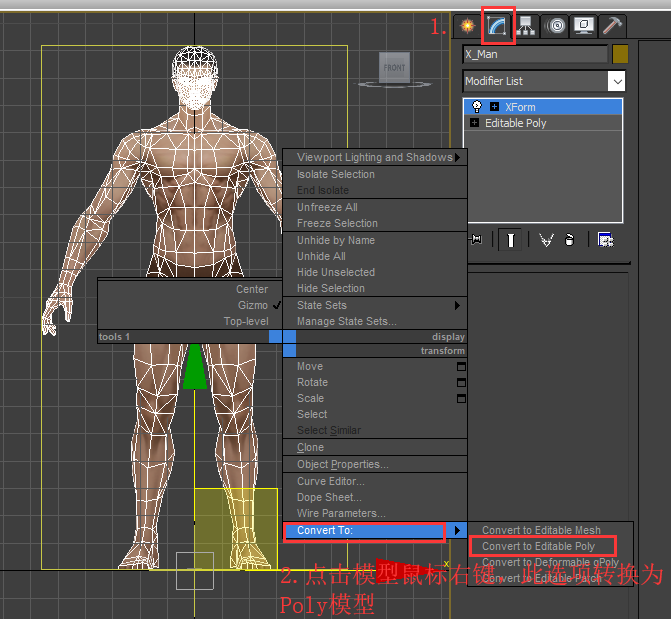 1.
X_Man
FRONT
Modifier List
XForm
Editable Poly
Viewport Lighting and Shadows
Isolate Selection
End Isolate
Unfreeze All
Freeze Selection
Unhide by Name
Unhide All
Hide Unselected
Hide Selection
State Sets
Manage State Sets...
Center
Gizmo
Top-level
tools 1
display
transform
Move
Rotate
Scale
Select
Select Similar
Clone
Object Properties...
Curve Editor...
Dope Sheet...
Wire Parameters...
Convert To:
Convert to Editable Mesh
Convert to Editable Poly
Convert to Deformable gPoly
Convert to Editable Patch
x
2.点击模型鼠标右键，此选项转换为
Poly模型